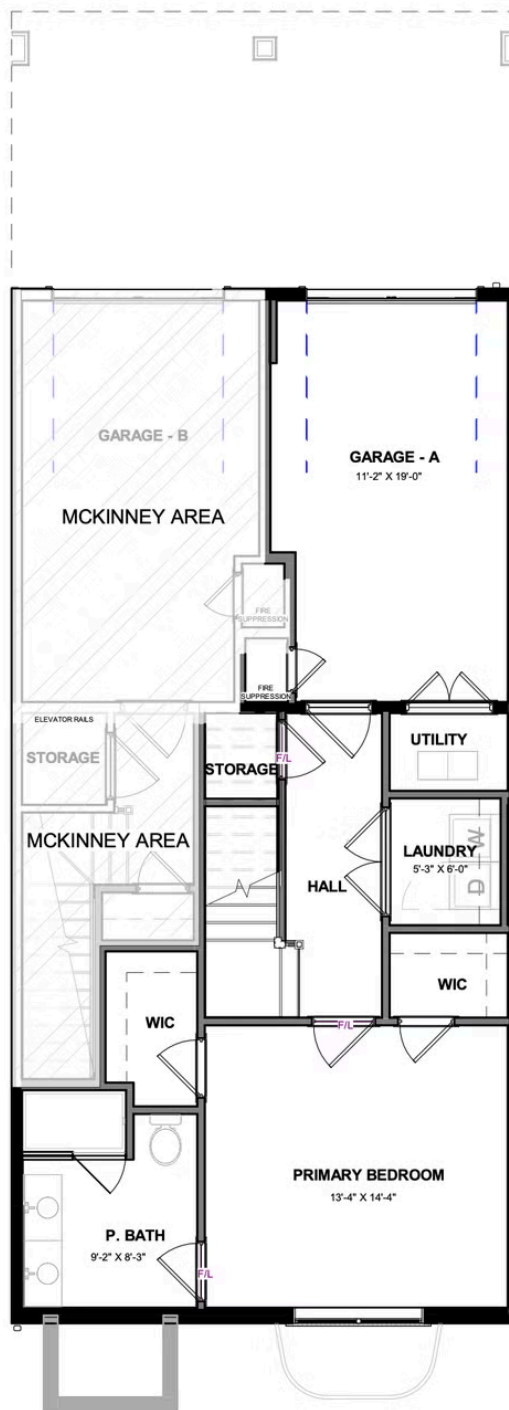 GARAGE - B
MCKINNEY AREA
GARAGE - A
11'-2" X 19'-0"
FIRE
SUPPRESSION
FIRE
SUPPRESSION
ELEVATOR RAILS
STORAGE
STORAGE
F/L
UTILITY
MCKINNEY AREA
LAUNDRY
5'-3" X 6'-0"
D W
HALL
WIC
WIC
F/L
PRIMARY BEDROOM
13'-4" X 14'-4"
P. BATH
9'-2" X 8'-3"
F/L